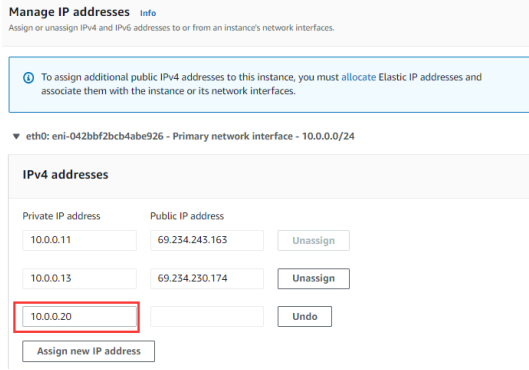 Manage IP addresses Info
Assign or unassign IPv4 and IPv6 addresses to or from an instance's network interfaces.
To assign additional public IPv4 addresses to this instance, you must allocate Elastic IP addresses and
associate them with the instance or its network interfaces.
eth0: eni-042bbf2bcb4abe926 - Primary network interface - 10.0.0.0/24
IPv4 addresses
Private IP address Public IP address
10.0.0.11 69.234.243.163 Unassign
10.0.0.13 69.234.230.174 Unassign
10.0.0.20 Undo
Assign new IP address